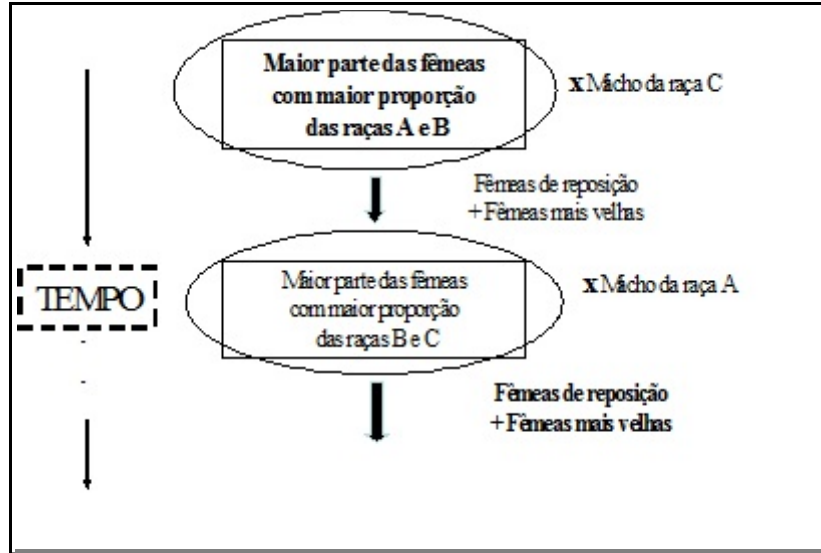 Maior parte das fêmeas
com maior proporção
das raças A e B
x Macho da raça C
Fêmeas de reposição
+ Fêmeas mais velhas
TEMPO
Maior parte das fêmeas
com maior proporção
das raças B e C
x Macho da raça A
Fêmeas de reposição
+ Fêmeas mais velhas